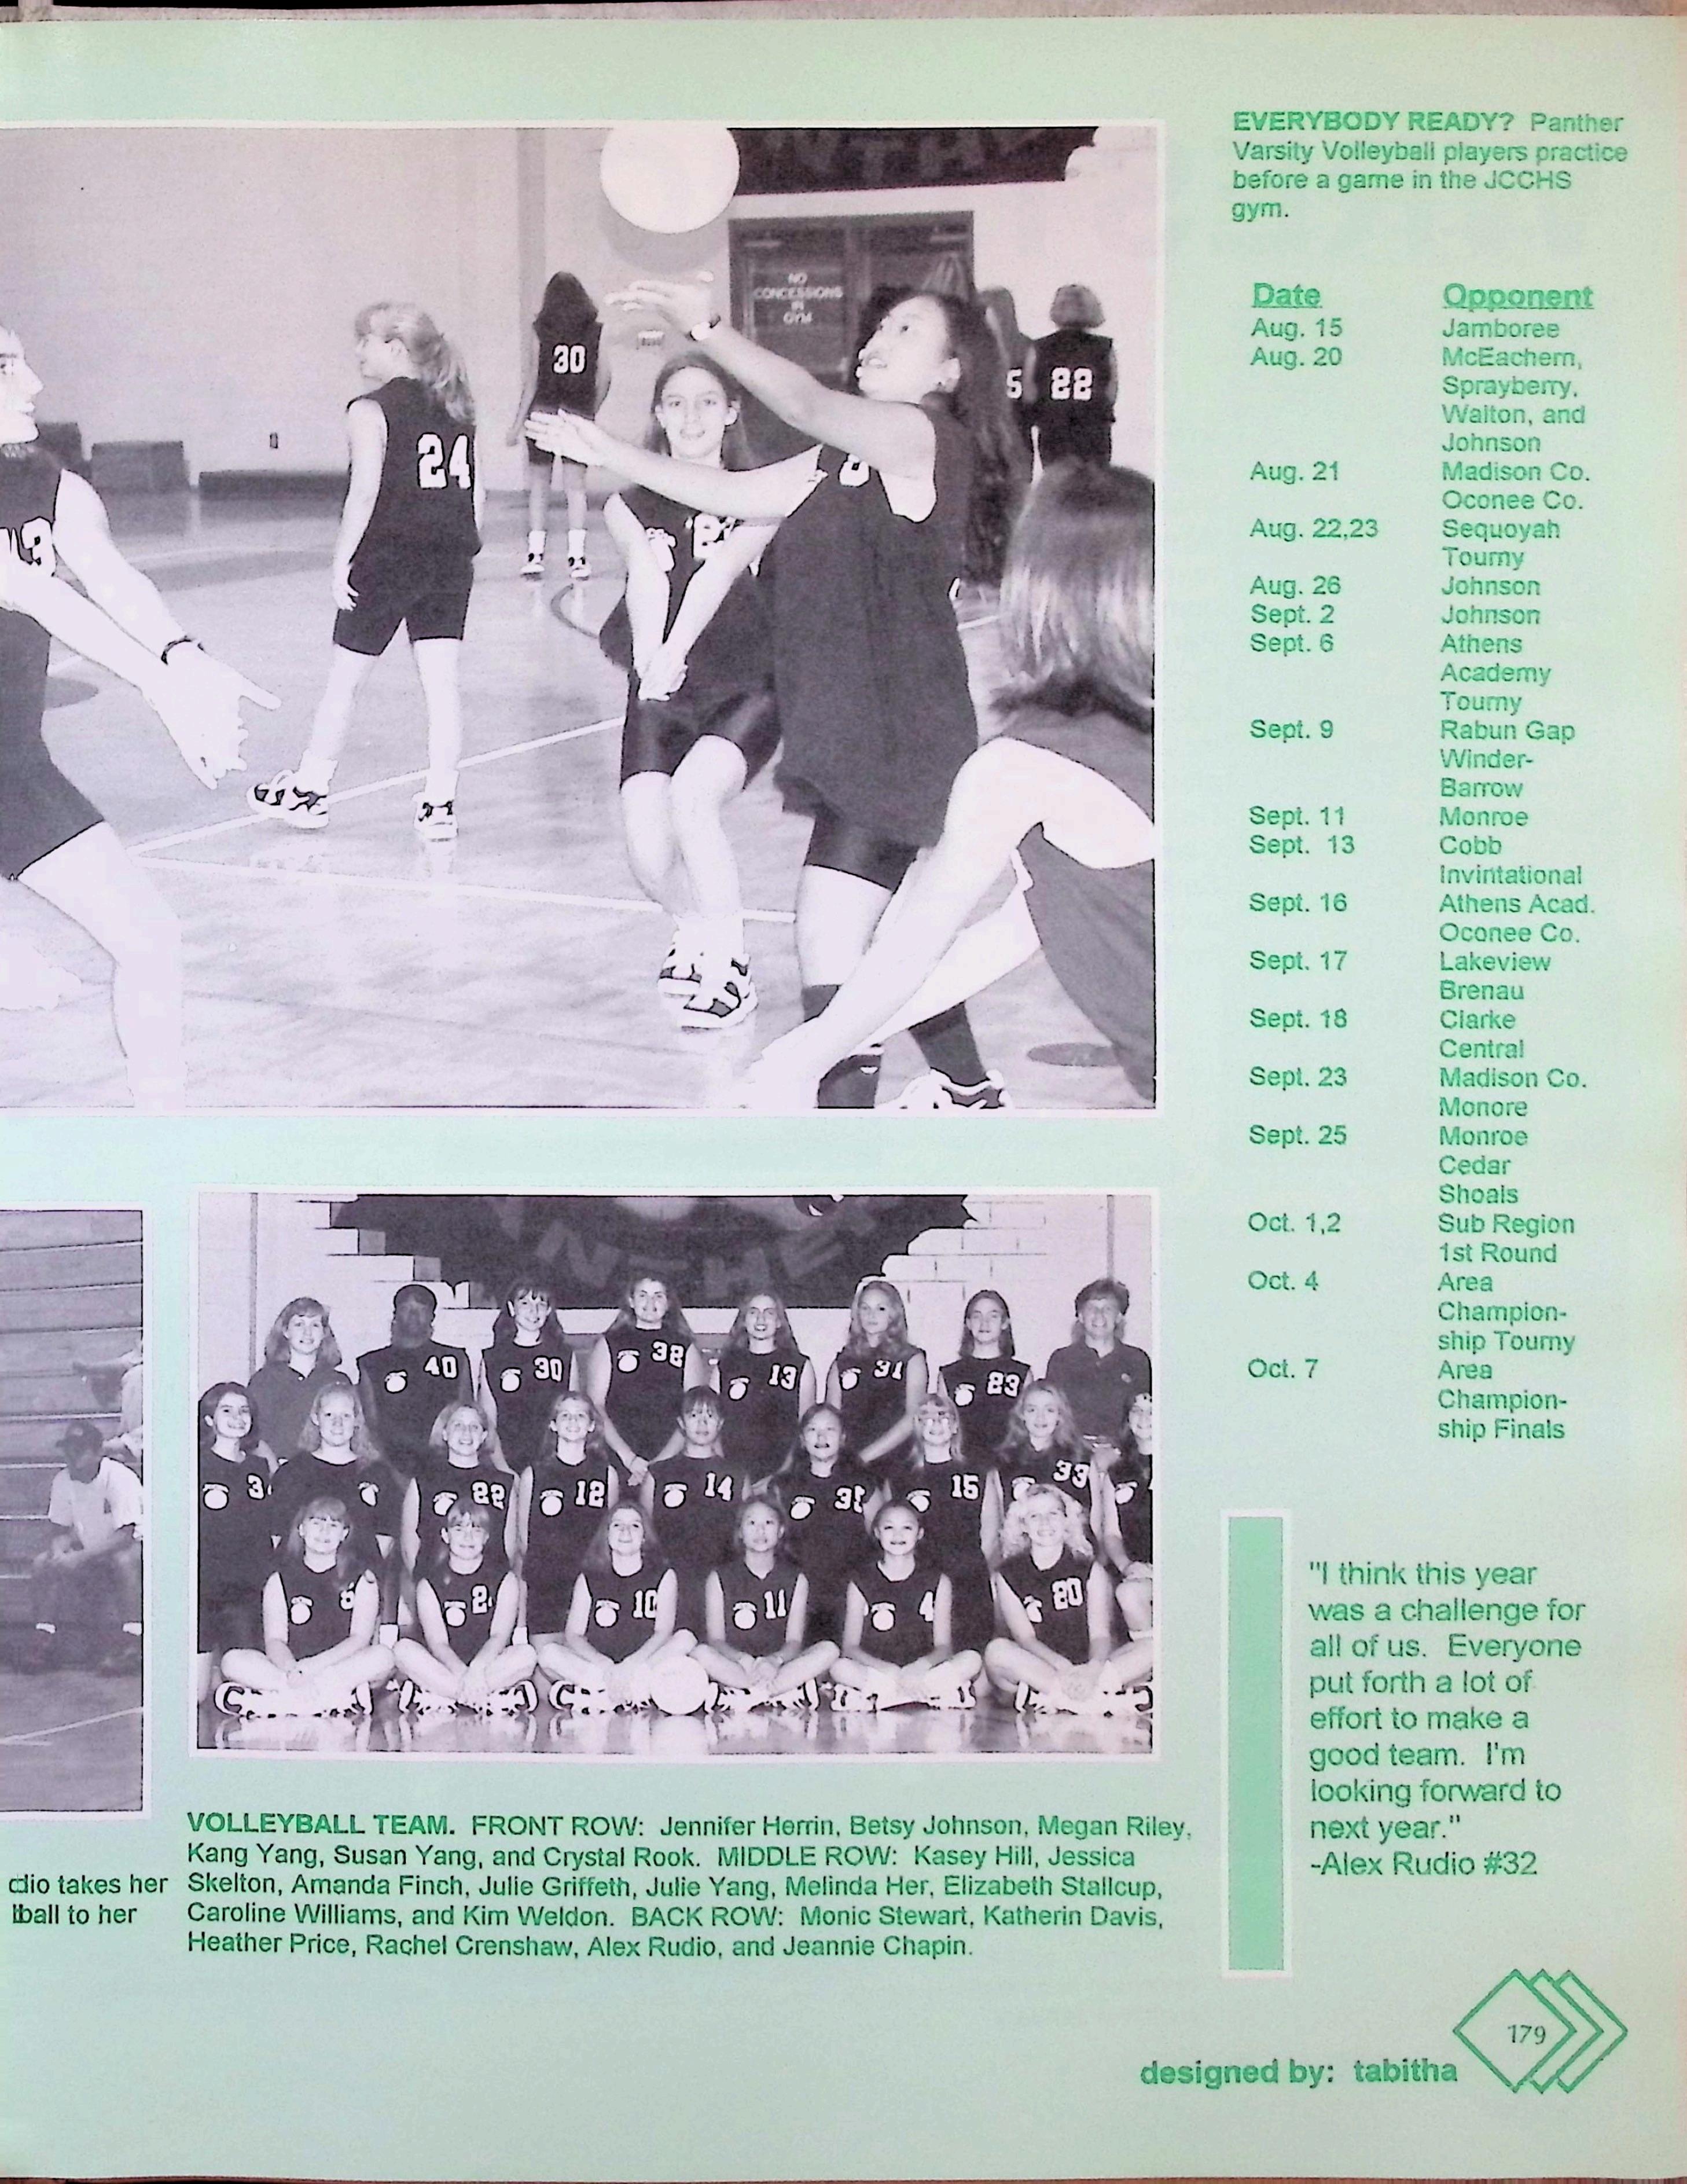 EVERYBODY READY? Panther
Varsity Volleyball players practice
before a game in the JCCHS
gym.
Date Opponent
Aug. 15 Jamboree
Aug. 20 McEachern,
Sprayberry,
Walton, and
Johnson
Aug. 21 Madison Co.
Oconee Co.
Aug. 22,23 Sequoyah
Tourny
Aug. 26 Johnson
Sept. 2 Johnson
Sept. 6 Athens
Academy
Tourny
Sept. 9 Rabun Gap
Winder-
Barrow
Sept. 11 Monroe
Sept. 13 Cobb
Invintational
Sept. 16 Athens Acad.
Oconee Co.
Sept. 17 Lakeview
Brenau
Sept. 18 Clarke
Central
Sept. 23 Madison Co.
Monore
Sept. 25 Monroe
Cedar
Shoals
Oct. 1,2 Sub Region
1st Round
Oct. 4 Area
Champion-
ship Tourny
Oct. 7 Area
Champion-
ship Finals
NO
CONCESSIONS
IN
GYM
30
24
22
13
40
30
38
13
31
23
22
12
14
15
33
8
10
11
4
20
"I think this year
was a challenge for
all of us. Everyone
put forth a lot of
effort to make a
good team. I'm
looking forward to
next year."
-Alex Rudio #32
dio takes her
ball to her
VOLLEYBALL TEAM. FRONT ROW: Jennifer Herrin, Betsy Johnson, Megan Riley,
Kang Yang, Susan Yang, and Crystal Rook. MIDDLE ROW: Kasey Hill, Jessica
Skelton, Amanda Finch, Julie Griffeth, Julie Yang, Melinda Her, Elizabeth Stallcup,
Caroline Williams, and Kim Weldon. BACK ROW: Monic Stewart, Katherin Davis,
Heather Price, Rachel Crenshaw, Alex Rudio, and Jeannie Chapin.
179
designed by: tabitha